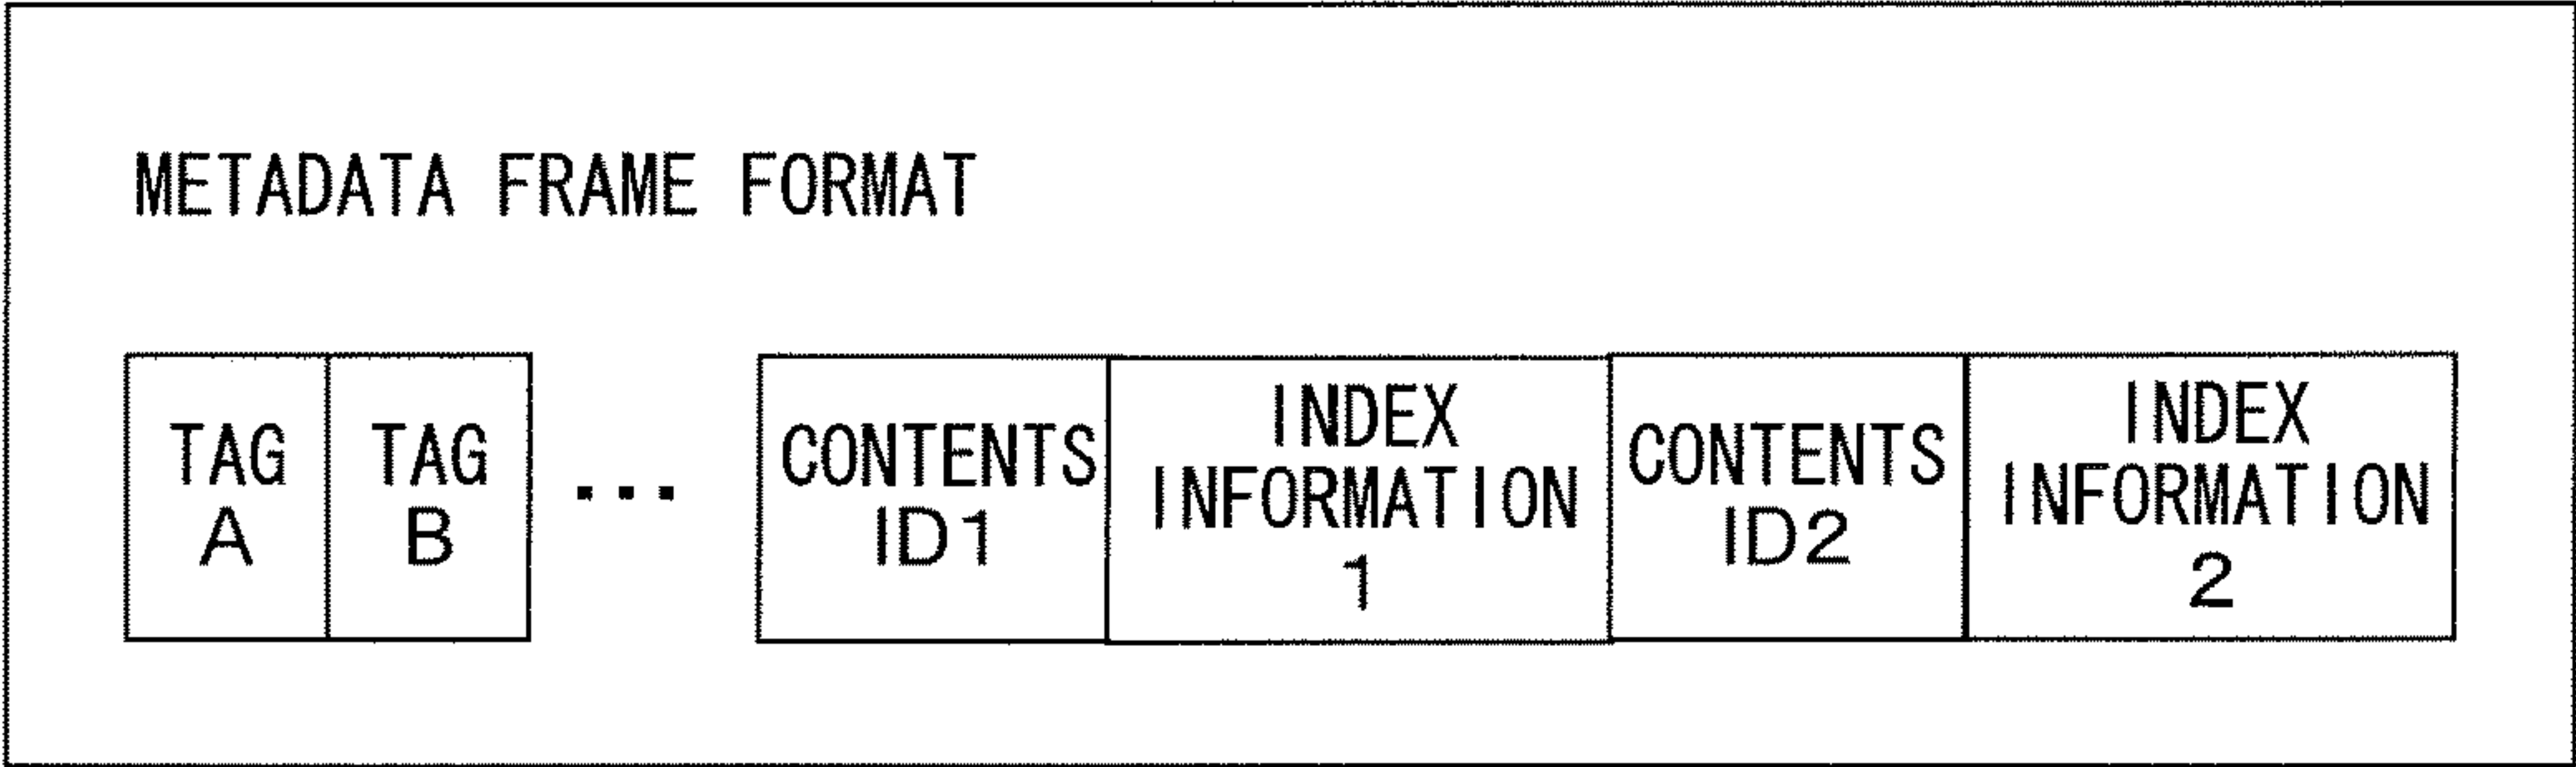 METADATA FRAME FORMAT
TAG
A
TAG
B
...
CONTENTS
ID1
INDEX
INFORMATION
1
CONTENTS
ID2
INDEX
INFORMATION
2